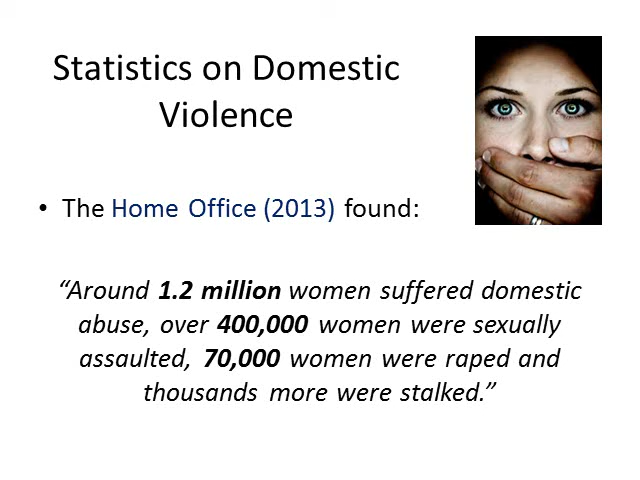 Statistics on Domestic
Violence
• The Home Office (2013) found:
“Around 1.2 million women suffered domestic
abuse, over 400,000 women were sexually
assaulted, 70,000 women were raped and
thousands more were stalked.”